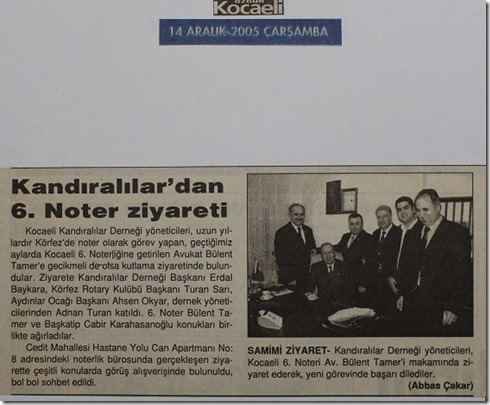 Kocaeli
14 ARALIK-2005 ÇARŞAMBA
Kandıralılar’dan
6. Noter ziyareti
Kocaeli Kandıralılar Derneği yöneticileri, uzun yıl-
lardır Körfez’de noter olarak görev yapan, geçtiğimiz
aylarda Kocaeli 6. Noterliğine getirilen Avukat Bülent
Tamer’e gecikmeli de olsa kutlama ziyaretinde bulun-
dular. Ziyarete Kandıralılar Derneği Başkanı Erdal
Baykara, Körfez Rotary Kulübü Başkanı Turan Sarı,
Aydınlar Ocağı Başkanı Ahsen Okyar, dernek yöneti-
cilerinden Adnan Turan katıldı. 6. Noter Bülent Ta-
mer ve Başkatip Cabir Karahasanoğlu konukları bir-
likte ağırladılar.
Cedit Mahallesi Hastane Yolu Can Apartmanı No:
8 adresindeki noterlik bürosunda gerçekleşen ziya-
rette çeşitli konularda görüş alışverişinde bulunuldu,
bol bol sohbet edildi.
SAMİMİ ZİYARET- Kandıralılar Derneği yöneticileri,
Kocaeli 6. Noteri Av. Bülent Tamer’i makamında zi-
yaret ederek, yeni görevinde başarı dilediler.
(Abbas Çakar)